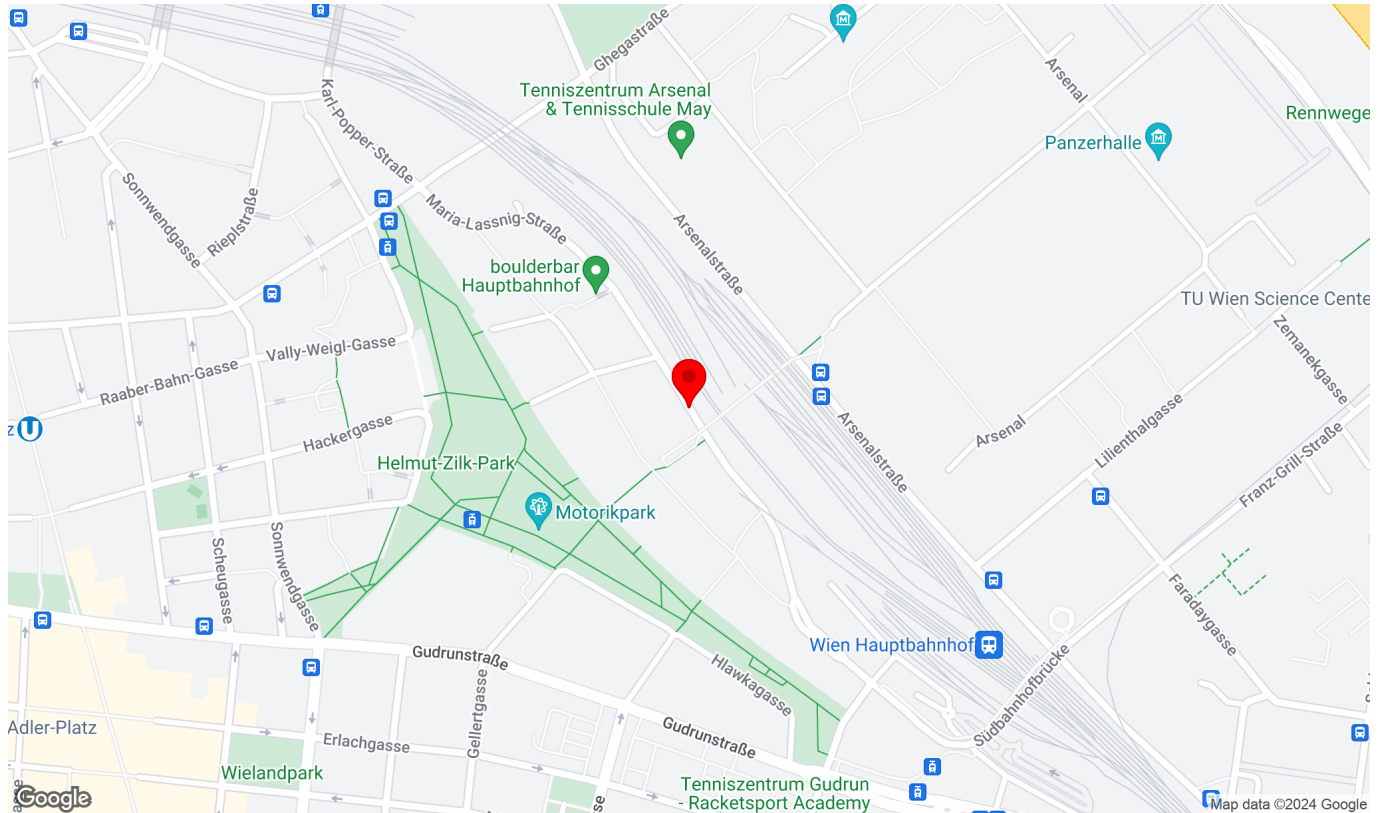 Ghegastraße
Arsenal
Tenniszentrum Arsenal
& Tennisschule May
Rennwege
Panzerhalle
Karl-Popper-Straße
Sonnwendgasse
Rieplstraße
Maria-Lassnig-Straße
Arsenalstraße
boulderbar
Hauptbahnhof
TU Wien Science Cente
Zemanekgasse
Vally-Weigl-Gasse
Raaber-Bahn-Gasse
z
U
Hackergasse
Arsenal
Lilienthalgasse
Arsenalstraße
Franz-Grill-Straße
Helmut-Zilk-Park
Motorikpark
Scheugasse
Sonnwendgasse
Faradaygasse
Wien Hauptbahnhof
Gudrunstraße
Hlawkagasse
Südbahnhofbrücke
Gellertgasse
Adler-Platz
Erlachgasse
Gudrunstraße
Wielandpark
Tenniszentrum Gudrun
- Racketsport Academy
asse
ße
Google
Map data ©2024 Google